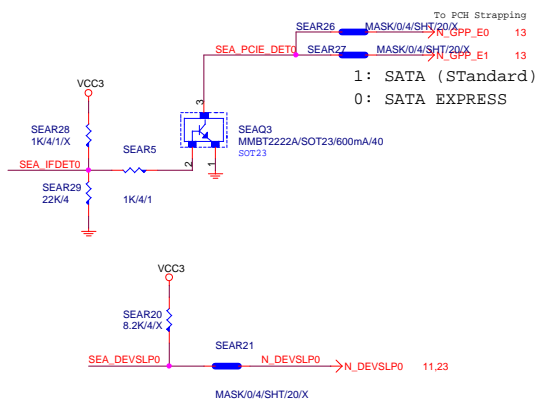 To PCH Strapping
SEAR26
MASK/0/4/SHT/20/X
N_GPP_E0 13
SEA_PCIE_DET0
SEAR27
MASK/0/4/SHT/20/X
N_GPP_E1 13
1: SATA (STandard)
0: SATA EXPRESS
VCC3
3
SEAR28
1K/4/1/X
SEAQ3
MMBT2222A/SOT23/600mA/40
SOT23
SEAR5
SEA_IFDET0
2
1
SEAR29
22K/4
1K/4/1
VCC3
SEAR20
8.2K/4/X
SEAR21
SEA_DEVSLP0
N_DEVSLP0
N_DEVSLP0 11,23
MASK/0/4/SHT/20/X